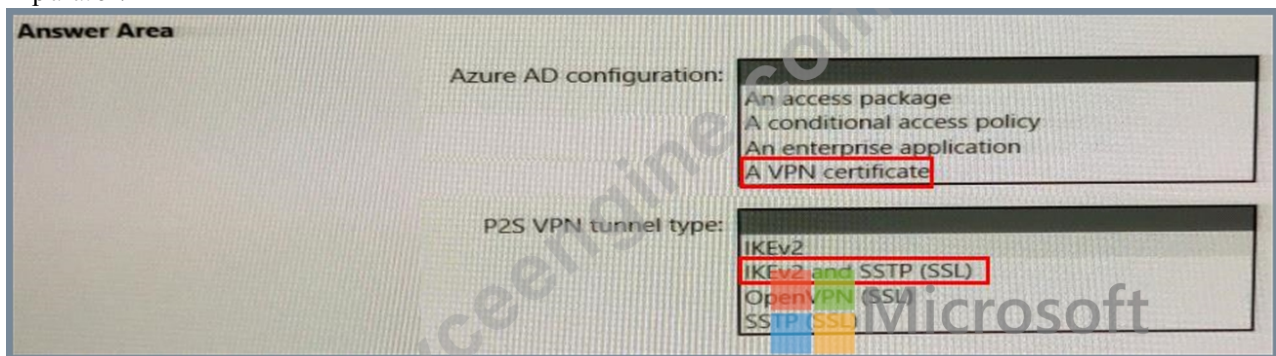 Answer Area
Azure AD configuration:
An access package
A conditional access policy
An enterprise application
A VPN certificate
P2S VPN tunnel type:
IKEv2
IKEv2 and SSTP (SSL)
OpenVPN (SSL)
SSTP (SSL)
Microsoft